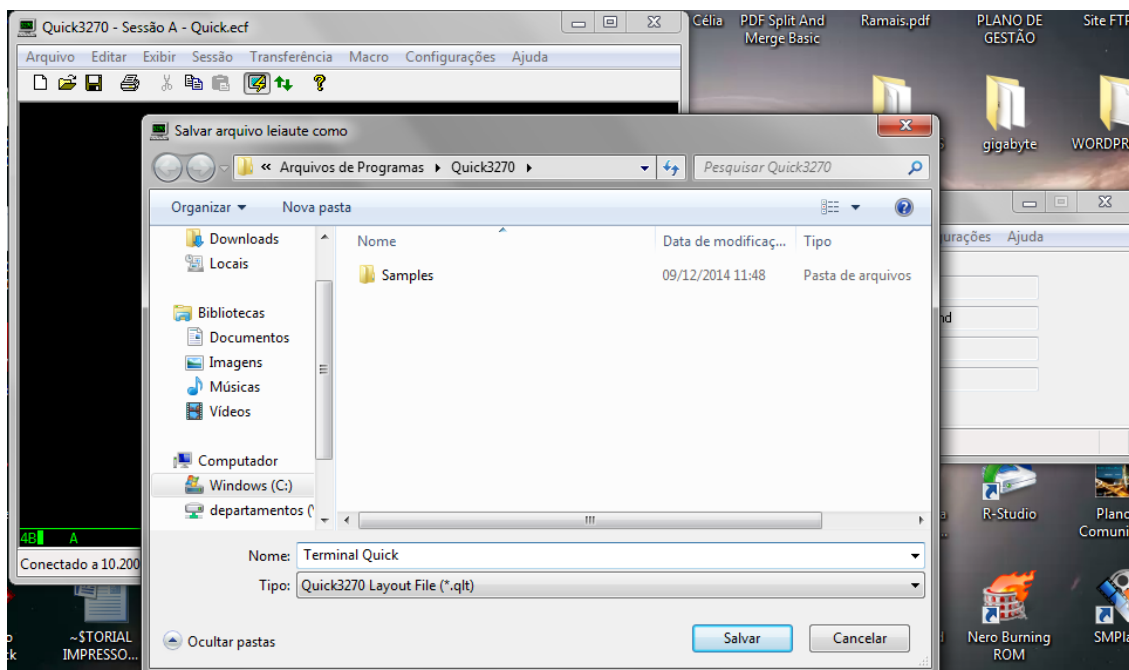 Quick3270 - Sessão A - Quick.ecf
Arquivo Editar Exibir Sessão Transferência Macro Configurações Ajuda
Célia
PDF Split And
Merge Basic
Ramais.pdf
PLANO DE
GESTÃO
Site FTP
gigabyte
WORDPR
Salvar arquivo leiaute como
« Arquivos de Programas Quick3270
Pesquisar Quick3270
Organizar Nova pasta
Downloads
Locais
Bibliotecas
Documentos
Imagens
Músicas
Vídeos
Computador
Windows (C:)
departamentos (
Nome Data de modificaç... Tipo
Samples 09/12/2014 11:48 Pasta de arquivos
urações Ajuda
nd
4B A
Conectado a 10.200
Nome: Terminal Quick
Tipo: Quick3270 Layout File (*.qlt)
Ocultar pastas
Salvar Cancelar
R-Studio
Plano
Comuni
Nero Burning
ROM
SMPla
~$TORIAL
IMPRESSO...